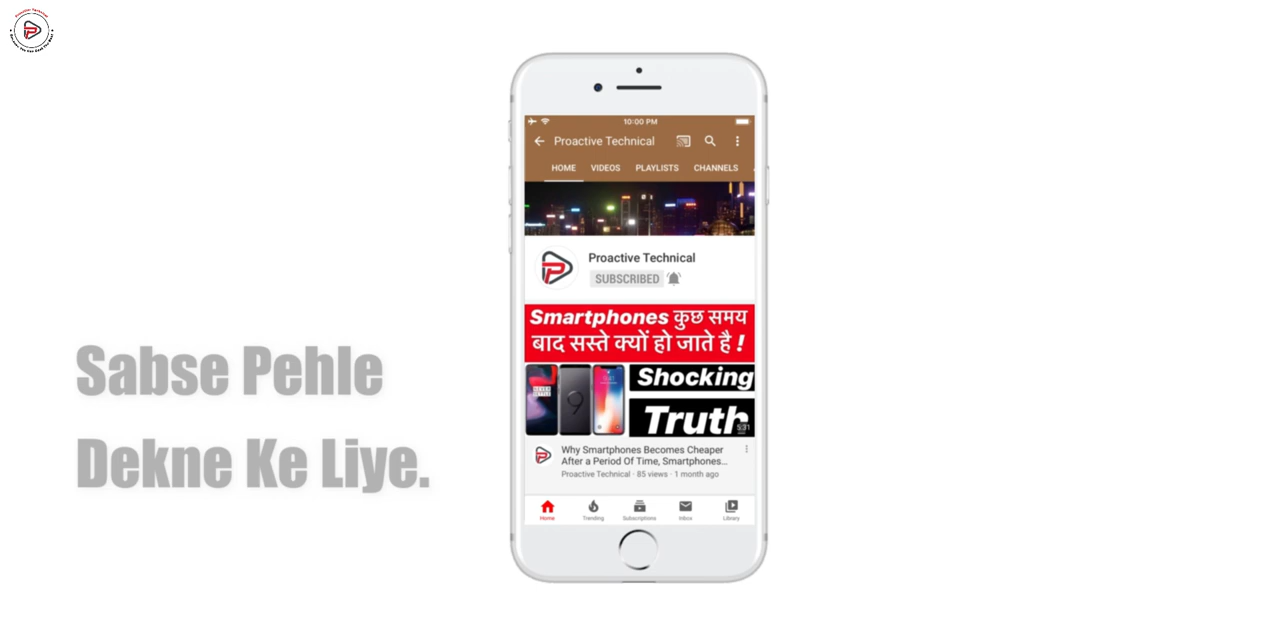 Proactive Technical
10:00 PM
Proactive Technical
HOME VIDEOS PLAYLISTS CHANNELS
Proactive Technical
SUBSCRIBED
Smartphones कुछ समय
बाद सस्ते क्यों हो जाते है !
Shocking
Truth
5:31
Why Smartphones Becomes Cheaper
After a Period Of Time, Smartphones...
Proactive Technical · 85 views · 1 month ago
Home Trending Subscriptions Inbox Library
Sabse Pehle
Dekne Ke Liye.